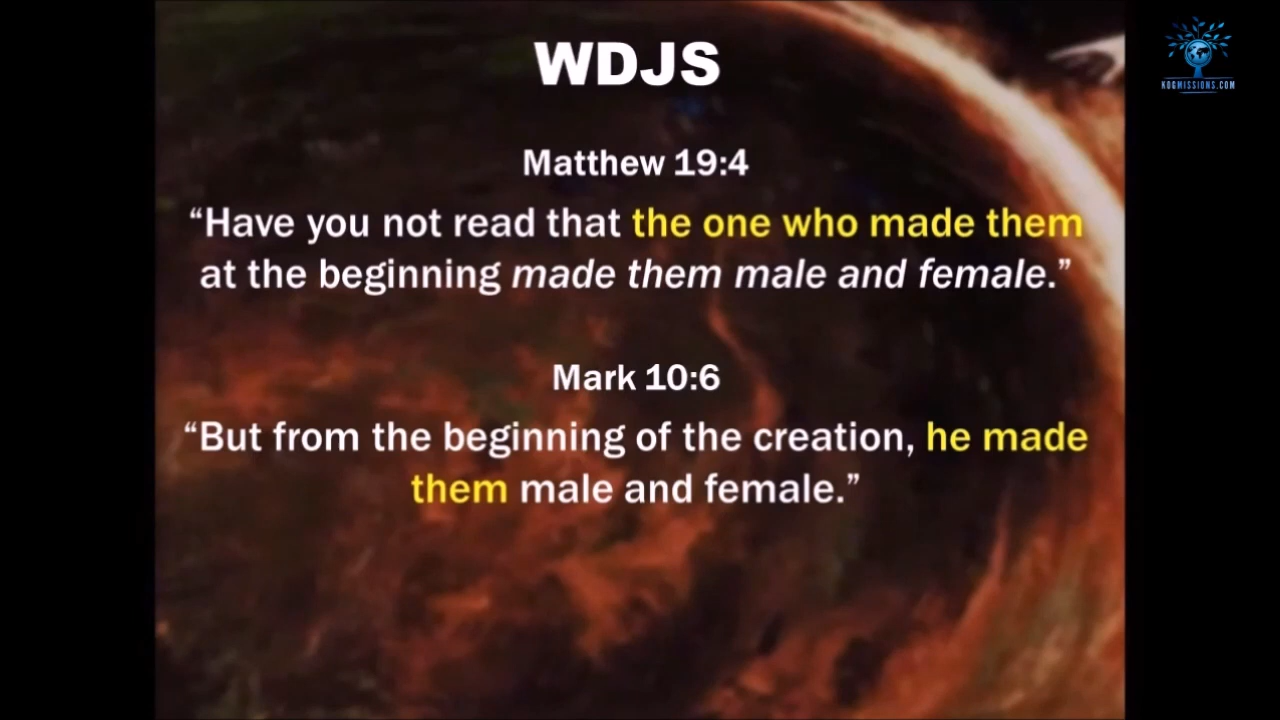 WDJS
KOGMISSIONS.COM
Matthew 19:4
“Have you not read that the one who made them
at the beginning made them male and female.”
Mark 10:6
“But from the beginning of the creation, he made
them male and female.”